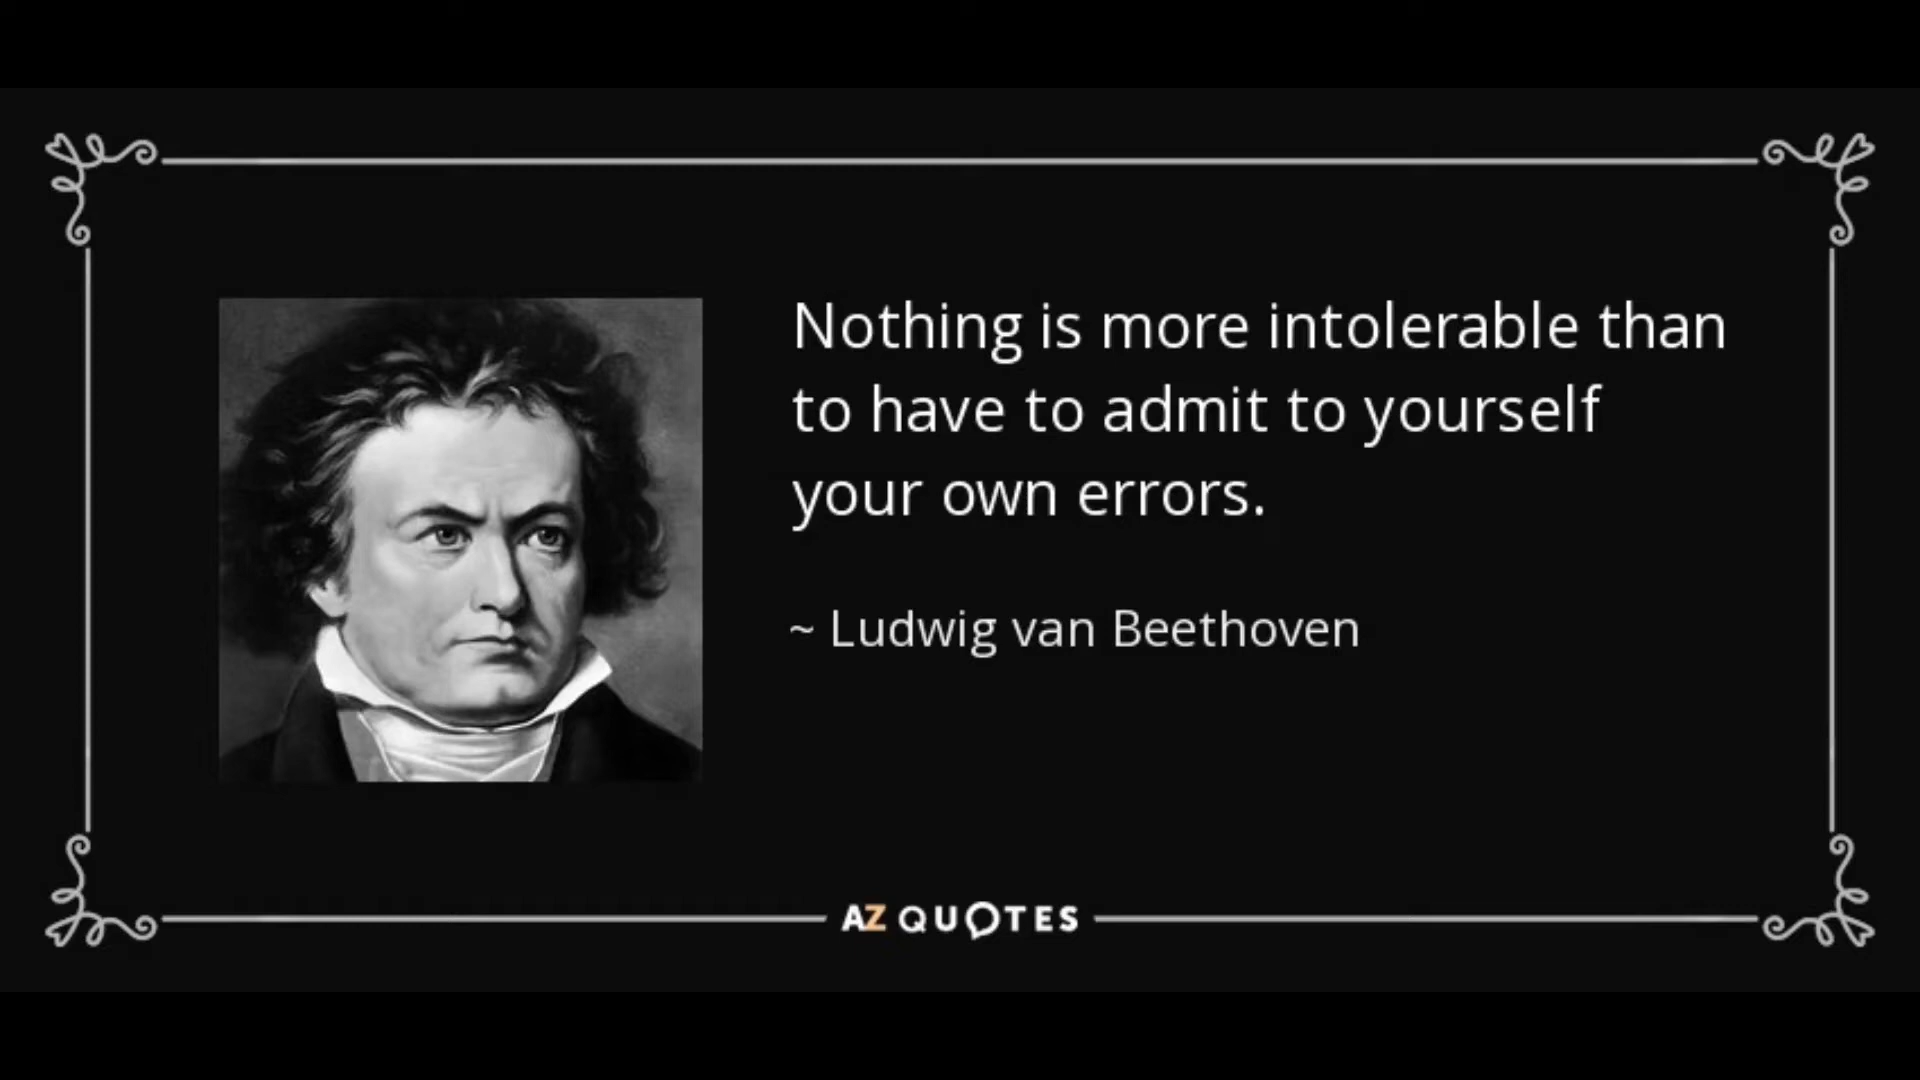 Nothing is more intolerable than
to have to admit to yourself
your own errors.
~ Ludwig van Beethoven
AZ QUOTES